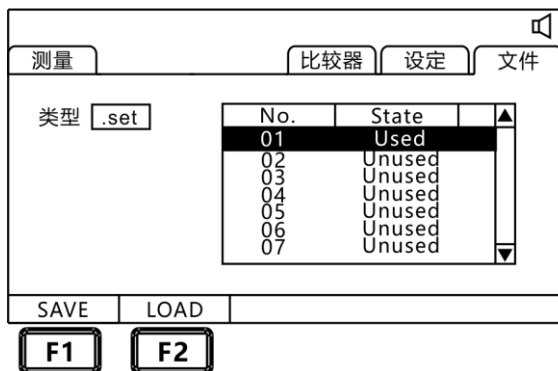 测量 比较器 设定 文件
类型 .set
No. State
01 Used
02 Unused
03 Unused
04 Unused
05 Unused
06 Unused
07 Unused
SAVE LOAD
F1 F2